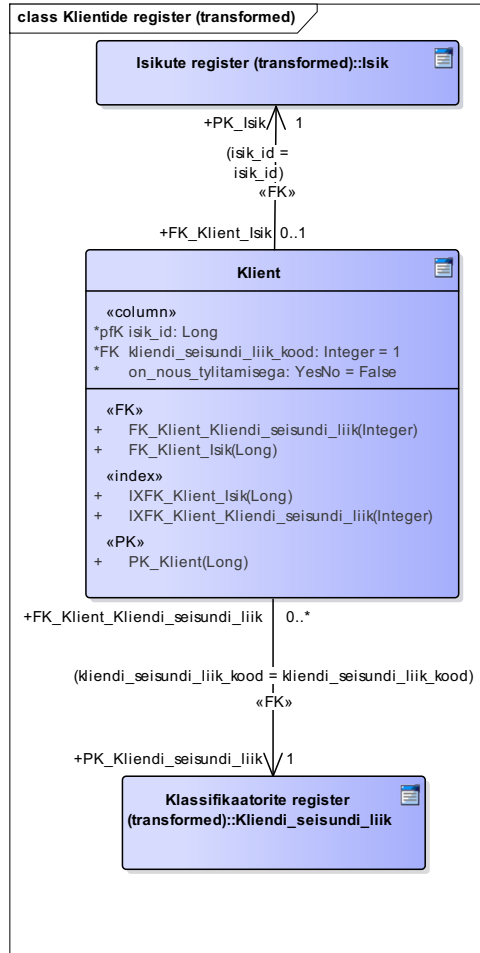 class Klientide register (transformed)
Isikute register (transformed)::Isik
+PK_Isik 1
(isik_id =
isik_id)
«FK»
+FK_Klient_Isik 0..1
Klient
«column»
*pfK isik_id: Long
*FK kliendi_seisundi_liik_kood: Integer = 1
* on_nous_tylitamisega: YesNo = False
«FK»
+ FK_Klient_Kliendi_seisundi_liik(Integer)
+ FK_Klient_Isik(Long)
«index»
+ IXFK_Klient_Isik(Long)
+ IXFK_Klient_Kliendi_seisundi_liik(Integer)
«PK»
+ PK_Klient(Long)
+FK_Klient_Kliendi_seisundi_liik 0..*
(kliendi_seisundi_liik_kood = kliendi_seisundi_liik_kood)
«FK»
+PK_Kliendi_seisundi_liik 1
Klassifikaatorite register
(transformed)::Kliendi_seisundi_liik